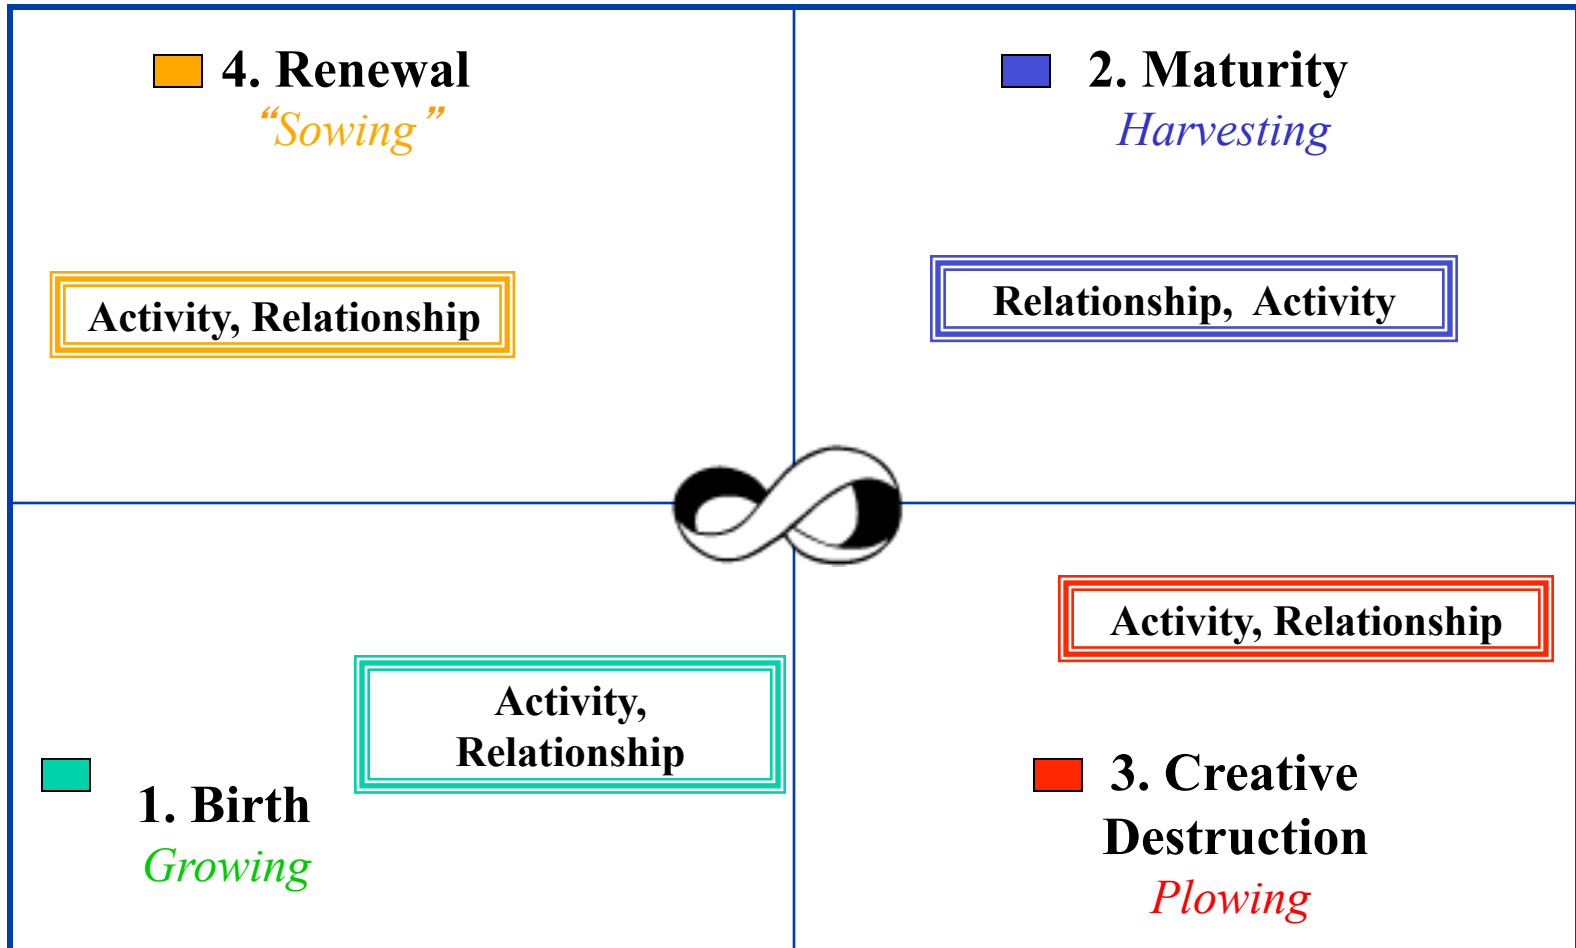 4. Renewal
“Sowing”
Activity, Relationship
2. Maturity
Harvesting
Relationship, Activity
Activity,
Relationship
1. Birth
Growing
Activity, Relationship
3. Creative
Destruction
Plowing